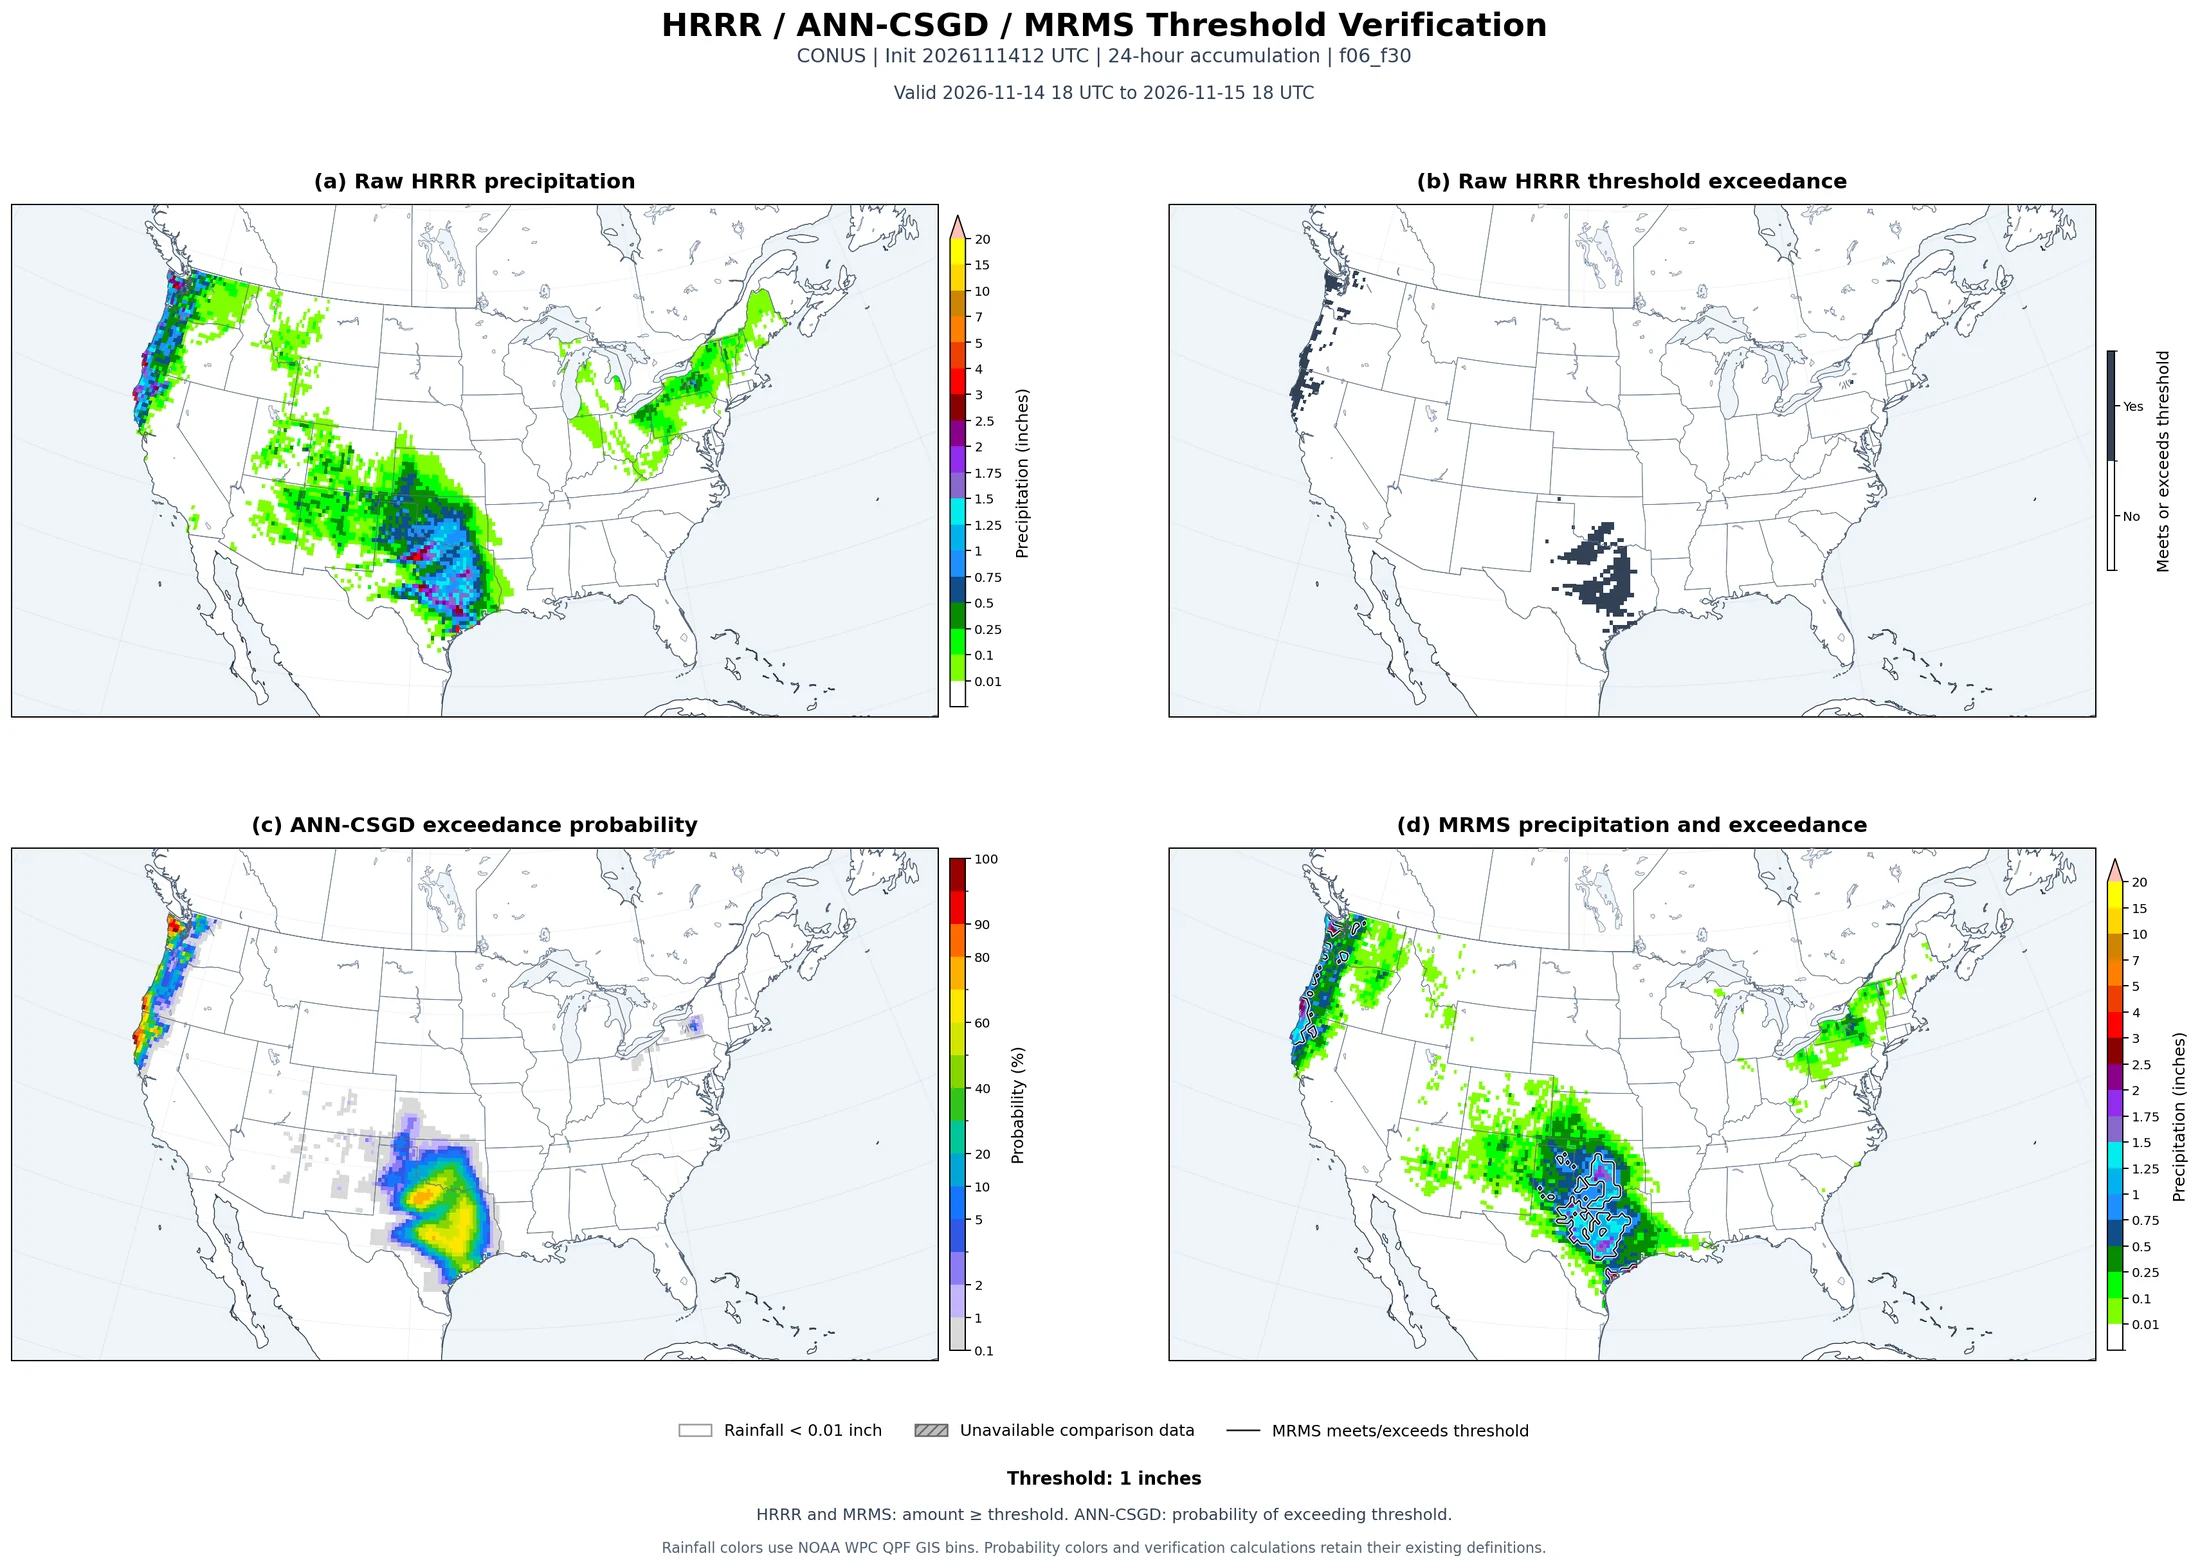 HRRR / ANN-CSGD / MRMS Threshold Verification
CONUS | Init 2026111412 UTC | 24-hour accumulation | f06_f30
Valid 2026-11-14 18 UTC to 2026-11-15 18 UTC
(a) Raw HRRR precipitation
20
15
10
7
5
4
3
2.5
2
1.75
1.5
1.25
1
0.75
0.5
0.25
0.1
0.01
Precipitation (inches)
(b) Raw HRRR threshold exceedance
Yes
No
Meets or exceeds threshold
(c) ANN-CSGD exceedance probability
100
90
80
60
40
20
10
5
2
1
0.1
Probability (%)
(d) MRMS precipitation and exceedance
20
15
10
7
5
4
3
2.5
2
1.75
1.5
1.25
1
0.75
0.5
0.25
0.1
0.01
Precipitation (inches)
Rainfall < 0.01 inch
Unavailable comparison data
MRMS meets/exceeds threshold
Threshold: 1 inches
HRRR and MRMS: amount ≥ threshold. ANN-CSGD: probability of exceeding threshold.
Rainfall colors use NOAA WPC QPF GIS bins. Probability colors and verification calculations retain their existing definitions.